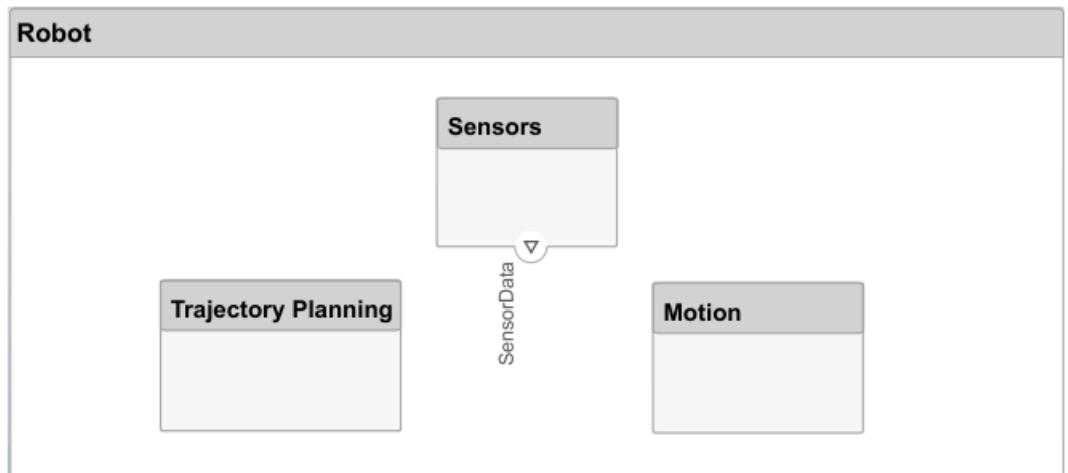 Robot
Sensors
SensorData
Trajectory Planning
Motion